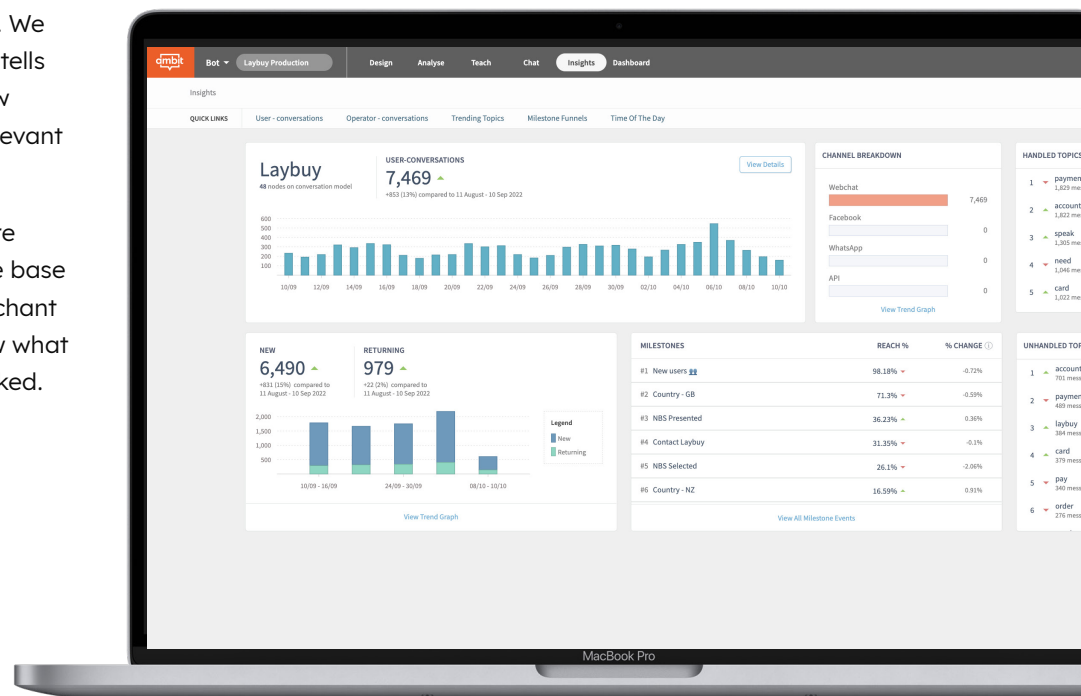 We
tells
w
evant
re
e base
chant
w what
ked.
ambit
Bot
Laybuy Production
Design
Analyse
Teach
Chat
Insights
Dashboard
Insights
QUICK LINKS
User - conversations
Operator - conversations
Trending Topics
Milestone Funnels
Time Of The Day
Laybuy
48 nodes on conversation model
USER-CONVERSATIONS
7,469
+853 (13%) compared to 11 August - 10 Sep 2022
View Details
600
500
400
300
200
100
10/09 12/09 14/09 16/09 18/09 20/09 22/09 24/09 26/09 28/09 30/09 02/10 04/10 06/10 08/10 10/10
CHANNEL BREAKDOWN
Webchat
7,469
Facebook
0
WhatsApp
0
API
0
View Trend Graph
HANDLED TOPICS
1 paymen
1,829 me
2 account
1,822 me
3 speak
1,305 me
4 need
1,046 me
5 card
1,022 me
NEW
6,490
+831 (15%) compared to
11 August - 10 Sep 2022
RETURNING
979
+22 (2%) compared to
11 August - 10 Sep 2022
2,000
1,500
1,000
500
10/09 - 16/09 24/09 - 30/09 08/10 - 10/10
Legend
New
Returning
View Trend Graph
MILESTONES REACH % % CHANGE
#1 New users 98.18% -0.72%
#2 Country - GB 71.3% -0.59%
#3 NBS Presented 36.23% 0.36%
#4 Contact Laybuy 31.35% -0.1%
#5 NBS Selected 26.1% -2.06%
#6 Country - NZ 16.59% 0.91%
View All Milestone Events
UNHANDLED TOP
1 account
701 mess
2 paymen
489 mess
3 laybuy
384 mess
4 card
379 mess
5 pay
340 mess
6 order
276 mess
MacBook Pro